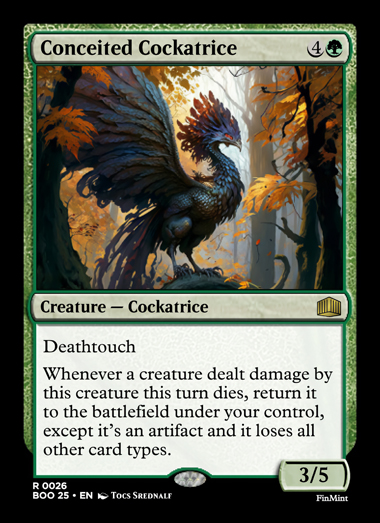 Conceited Cockatrice 4
Creature — Cockatrice
Deathtouch
Whenever a creature dealt damage by
this creature this turn dies, return it
to the battlefield under your control,
except it's an artifact and it loses all
other card types.
3/5
R 0026
BOO 25 • EN Tocs Srednalf
FinMint